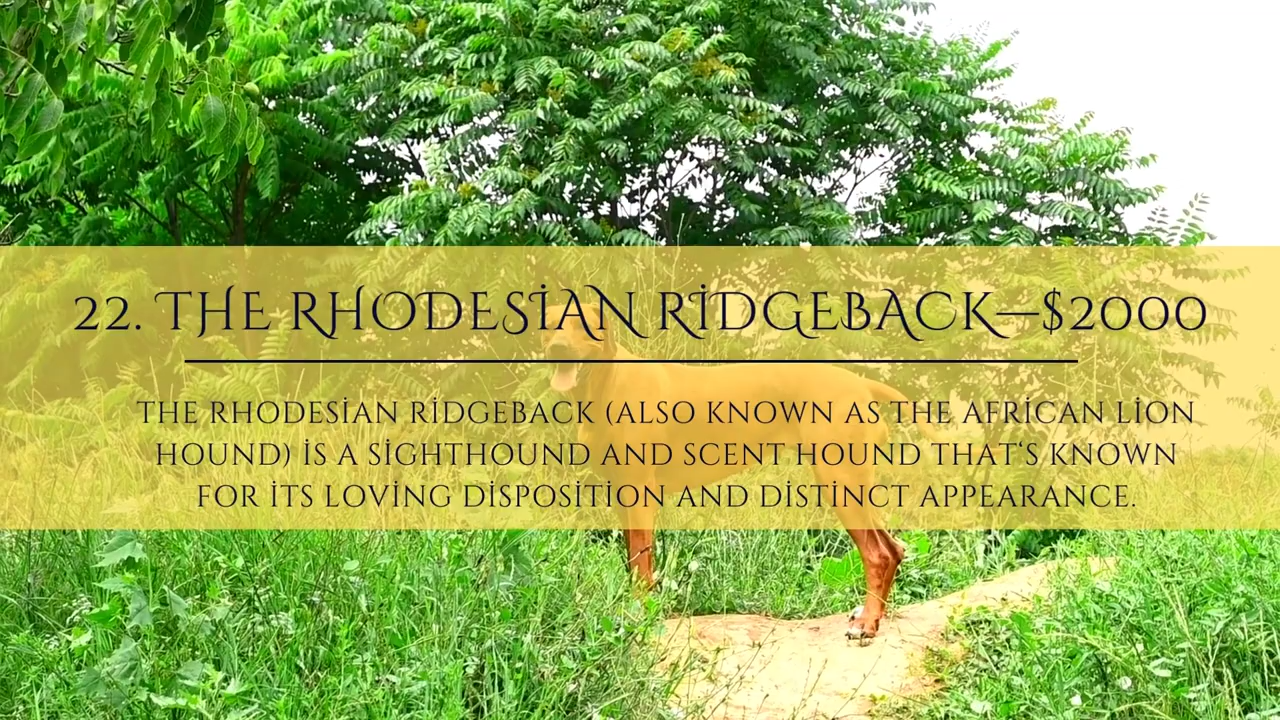 22. THE RHODESİAN RİDGEBACK—$2000
THE RHODESİAN RİDGEBACK (ALSO KNOWN AS THE AFRİCAN LİON
HOUND) İS A SİGHTHOUND AND SCENT HOUND THAT‘S KNOWN
FOR İTS LOVİNG DİSPOSİTİON AND DİSTİNCT APPEARANCE.